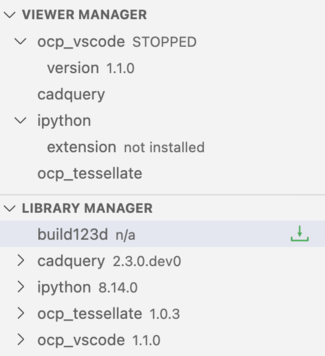 VIEWER MANAGER
ocp_vscode STOPPED
version 1.1.0
cadquery
ipython
extension not installed
ocp_tessellate
LIBRARY MANAGER
build123d n/a
cadquery 2.3.0.dev0
ipython 8.14.0
ocp_tessellate 1.0.3
ocp_vscode 1.1.0